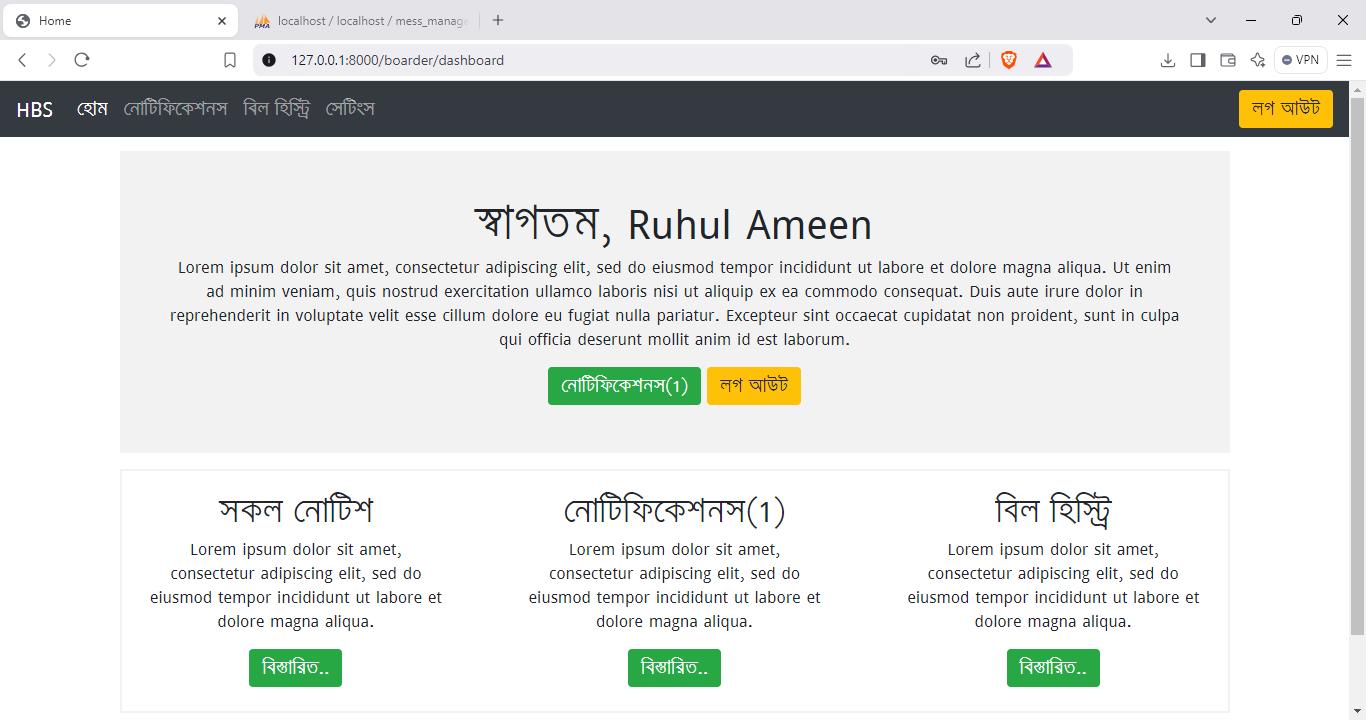 Home
localhost / localhost / mess_manage
127.0.0.1:8000/boarder/dashboard
VPN
HBS হোম নোটিফিকেশনস বিল হিস্ট্রি সেটিংস লগ আউট
স্বাগতম, Ruhul Ameen
Lorem ipsum dolor sit amet, consectetur adipiscing elit, sed do eiusmod tempor incididunt ut labore et dolore magna aliqua. Ut enim
ad minim veniam, quis nostrud exercitation ullamco laboris nisi ut aliquip ex ea commodo consequat. Duis aute irure dolor in
reprehenderit in voluptate velit esse cillum dolore eu fugiat nulla pariatur. Excepteur sint occaecat cupidatat non proident, sunt in culpa
qui officia deserunt mollit anim id est laborum.
নোটিফিকেশনস(1) লগ আউট
সকল নোটিশ
Lorem ipsum dolor sit amet,
consectetur adipiscing elit, sed do
eiusmod tempor incididunt ut labore et
dolore magna aliqua.
বিস্তারিত..
নোটিফিকেশনস(1)
Lorem ipsum dolor sit amet,
consectetur adipiscing elit, sed do
eiusmod tempor incididunt ut labore et
dolore magna aliqua.
বিস্তারিত..
বিল হিস্ট্রি
Lorem ipsum dolor sit amet,
consectetur adipiscing elit, sed do
eiusmod tempor incididunt ut labore et
dolore magna aliqua.
বিস্তারিত..